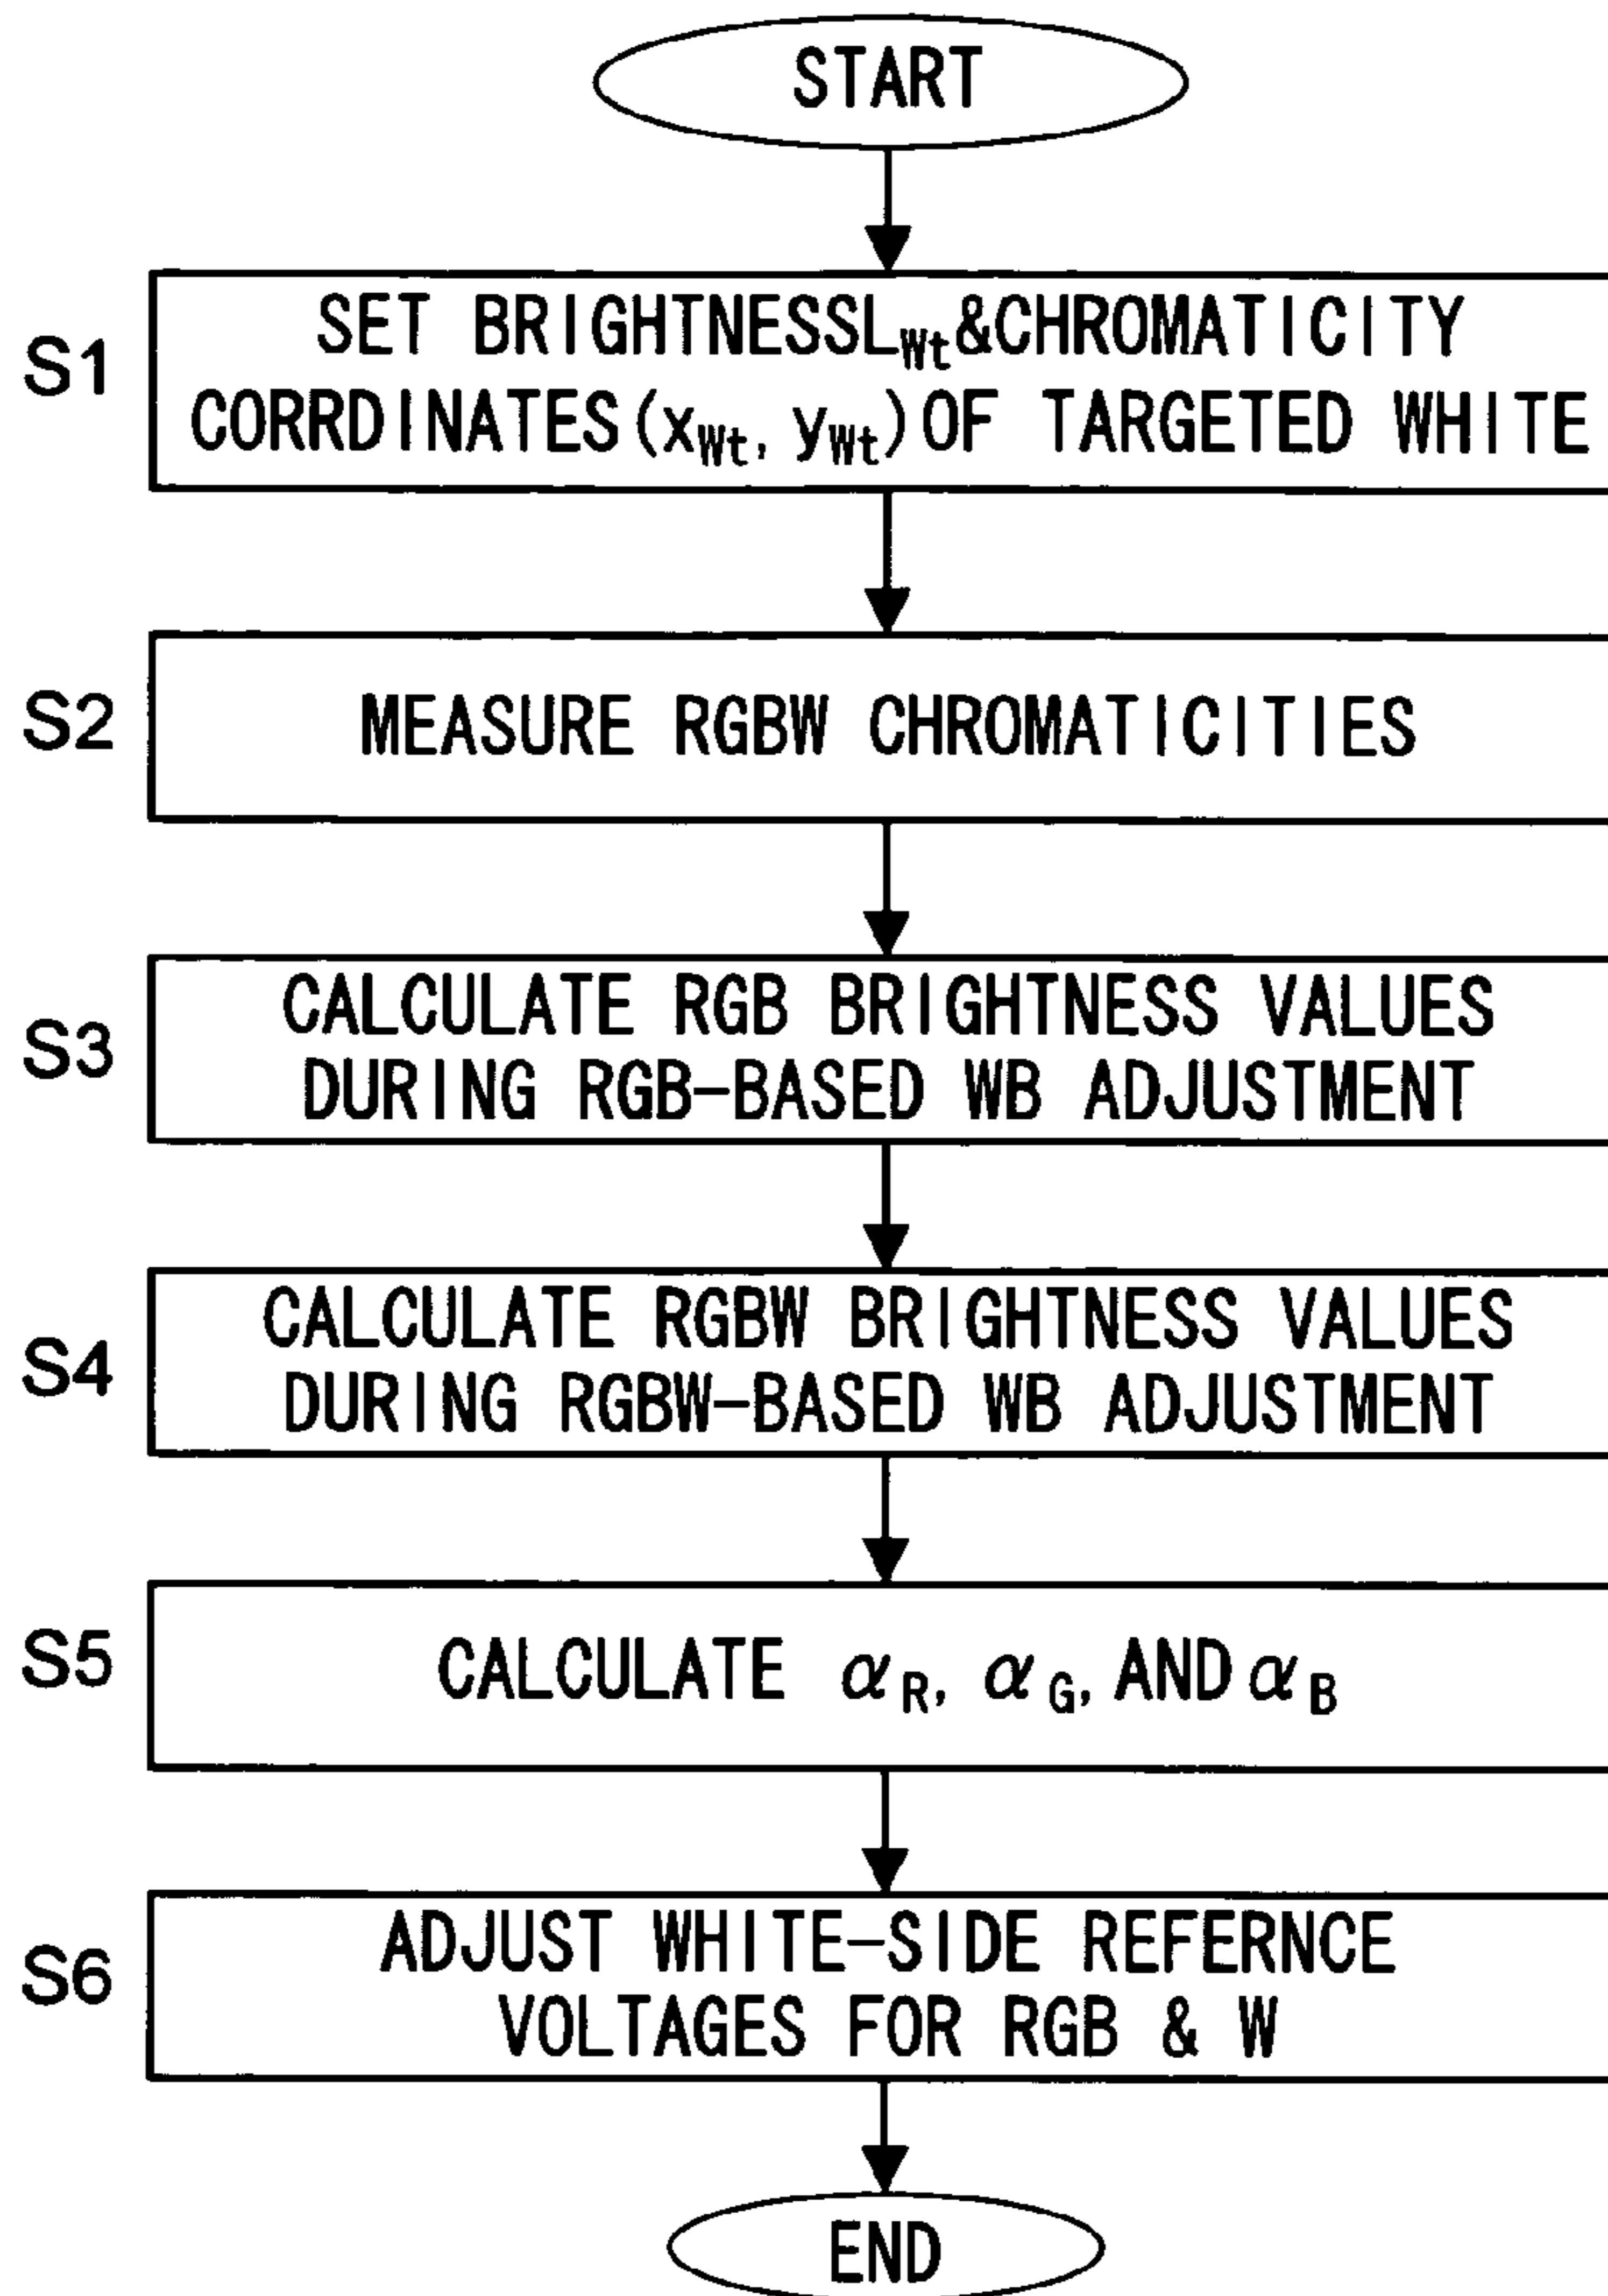 START
S1
SET BRIGHTNESSL_Wt&CHROMATICITY
CORRDINATES(x_Wt, y_Wt)OF TARGETED WHITE
S2
MEASURE RGBW CHROMATICITIES
S3
CALCULATE RGB BRIGHTNESS VALUES
DURING RGB-BASED WB ADJUSTMENT
S4
CALCULATE RGBW BRIGHTNESS VALUES
DURING RGBW-BASED WB ADJUSTMENT
S5
CALCULATE α_R, α_G, AND α_B
S6
ADJUST WHITE-SIDE REFERNCE
VOLTAGES FOR RGB & W
END